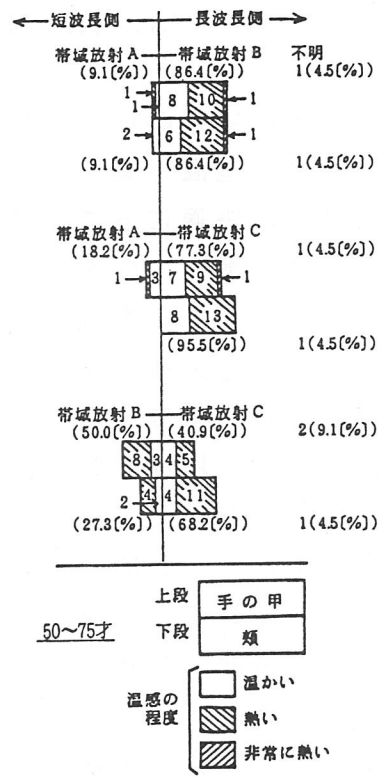 ←短波長側 長波長側→
帯域放射A 帯域放射B 不明
(9.1[%]) (86.4[%]) 1(4.5[%])
1→ 8 10 ←1
1→
2→ 6 12 ←1
(9.1[%]) (86.4[%]) 1(4.5[%])
帯域放射A 帯域放射C
(18.2[%]) (77.3[%]) 1(4.5[%])
1→ 3 7 9 ←1
8 13
(95.5[%]) 1(4.5[%])
帯域放射B 帯域放射C
(50.0[%]) (40.9[%]) 2(9.1[%])
8 3 4 5
2→ 4 4 11
(27.3[%]) (68.2[%]) 1(4.5[%])
上段 手の甲
50〜75才 下段 頬
温感の程度
温かい
熱い
非常に熱い